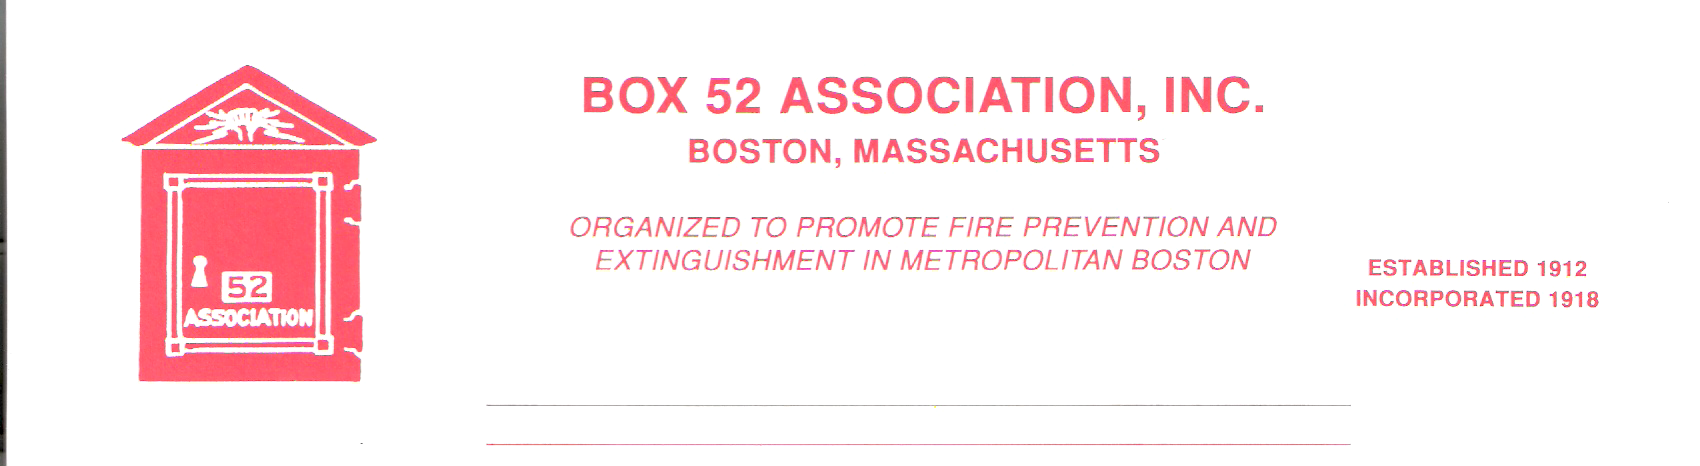 BOX 52 ASSOCIATION, INC.
BOSTON, MASSACHUSETTS
ORGANIZED TO PROMOTE FIRE PREVENTION AND
EXTINGUISHMENT IN METROPOLITAN BOSTON
ESTABLISHED 1912
INCORPORATED 1918
52
ASSOCIATION